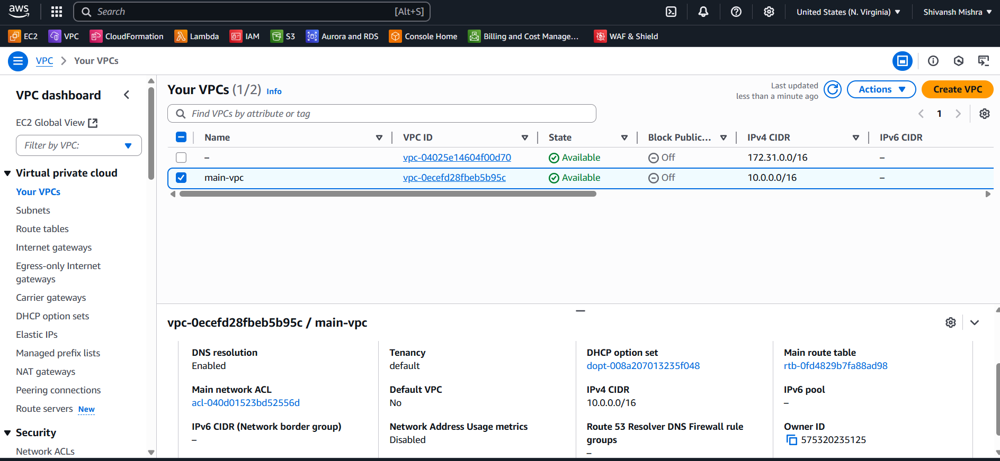 aws
Search [Alt+S]
United States (N. Virginia)
Shivansh Mishra
EC2 VPC CloudFormation Lambda IAM S3 Aurora and RDS Console Home Billing and Cost Manage... WAF & Shield
VPC > Your VPCs
VPC dashboard
EC2 Global View
Filter by VPC:
Virtual private cloud
Your VPCs
Subnets
Route tables
Internet gateways
Egress-only Internet
gateways
Carrier gateways
DHCP option sets
Elastic IPs
Managed prefix lists
NAT gateways
Peering connections
Route servers New
Security
Network ACLs
Your VPCs (1/2) Info
Last updated
less than a minute ago
Actions
Create VPC
Find VPCs by attribute or tag
1
Name VPC ID State Block Public... IPv4 CIDR IPv6 CIDR
– vpc-04025e14604f00d70 Available Off 172.31.0.0/16 –
main-vpc vpc-0ecefd28fbeb5b95c Available Off 10.0.0.0/16 –
vpc-0ecefd28fbeb5b95c / main-vpc
DNS resolution
Enabled
Tenancy
default
DHCP option set
dopt-008a207013235f048
Main route table
rtb-0fd4829b7fa88ad98
Main network ACL
acl-040d01523bd52556d
Default VPC
No
IPv4 CIDR
10.0.0.0/16
IPv6 pool
–
IPv6 CIDR (Network border group)
–
Network Address Usage metrics
Disabled
Route 53 Resolver DNS Firewall rule
groups
–
Owner ID
575320235125